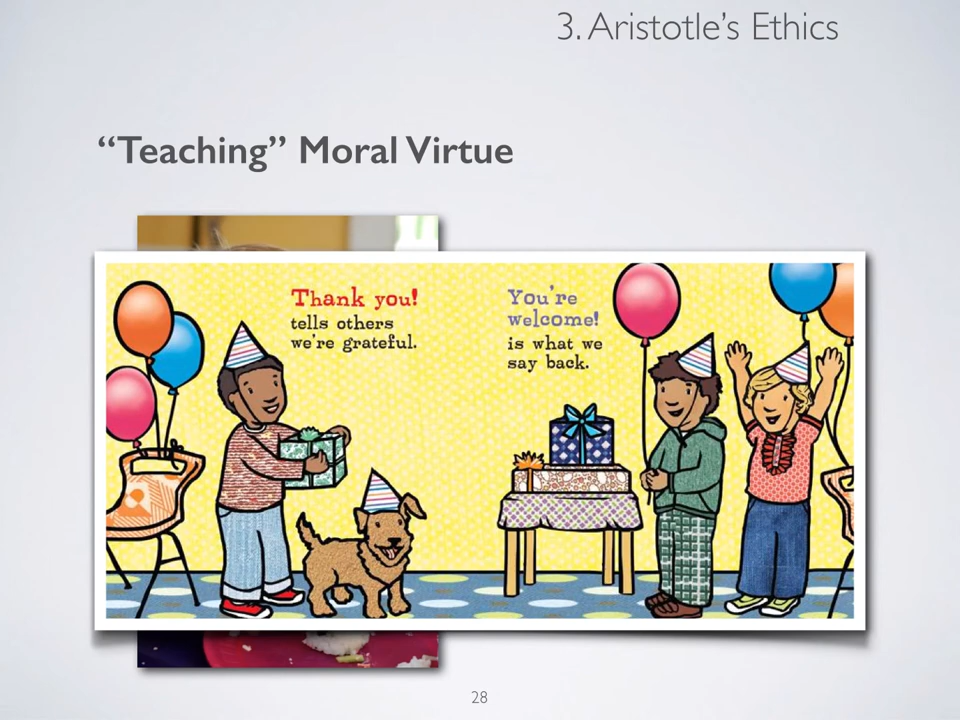 3. Aristotle’s Ethics
“Teaching” Moral Virtue
Thank you!
tells others
we're grateful.
You're
welcome!
is what we
say back.
28